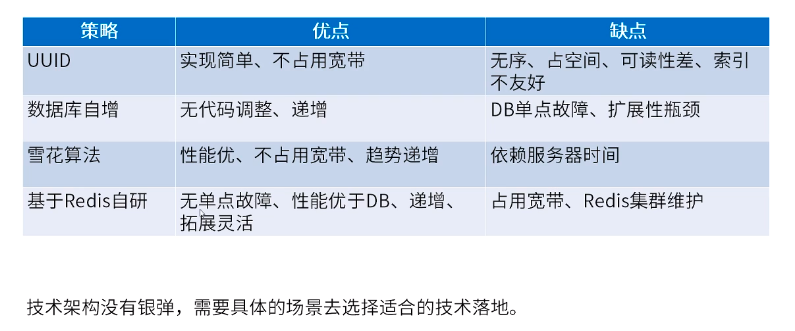 策略 优点 缺点
UUID 实现简单、不占用宽带 无序、占空间、可读性差、索引
不友好
数据库自增 无代码调整、递增 DB单点故障、扩展性瓶颈
雪花算法 性能优、不占用宽带、趋势递增 依赖服务器时间
基于Redis自研 无单点故障、性能优于DB、递增、 占用宽带、Redis集群维护
拓展灵活
技术架构没有银弹，需要具体的场景去选择适合的技术落地。